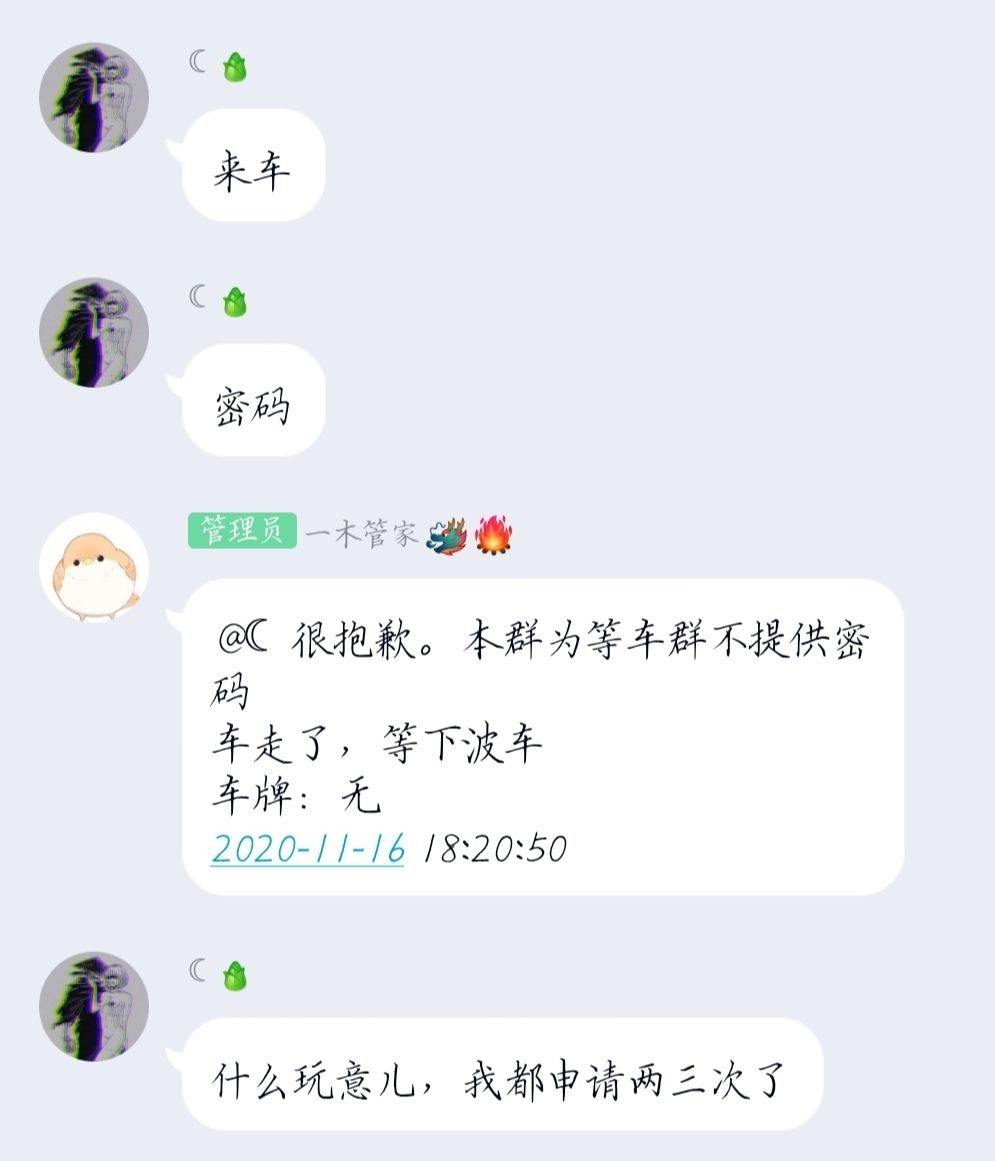 ☾
来车
☾
密码
管理员 一木管家
@☾ 很抱歉。本群为等车群不提供密
码
车走了，等下波车
车牌：无
2020-11-16 18:20:50
☾
什么玩意儿，我都申请两三次了